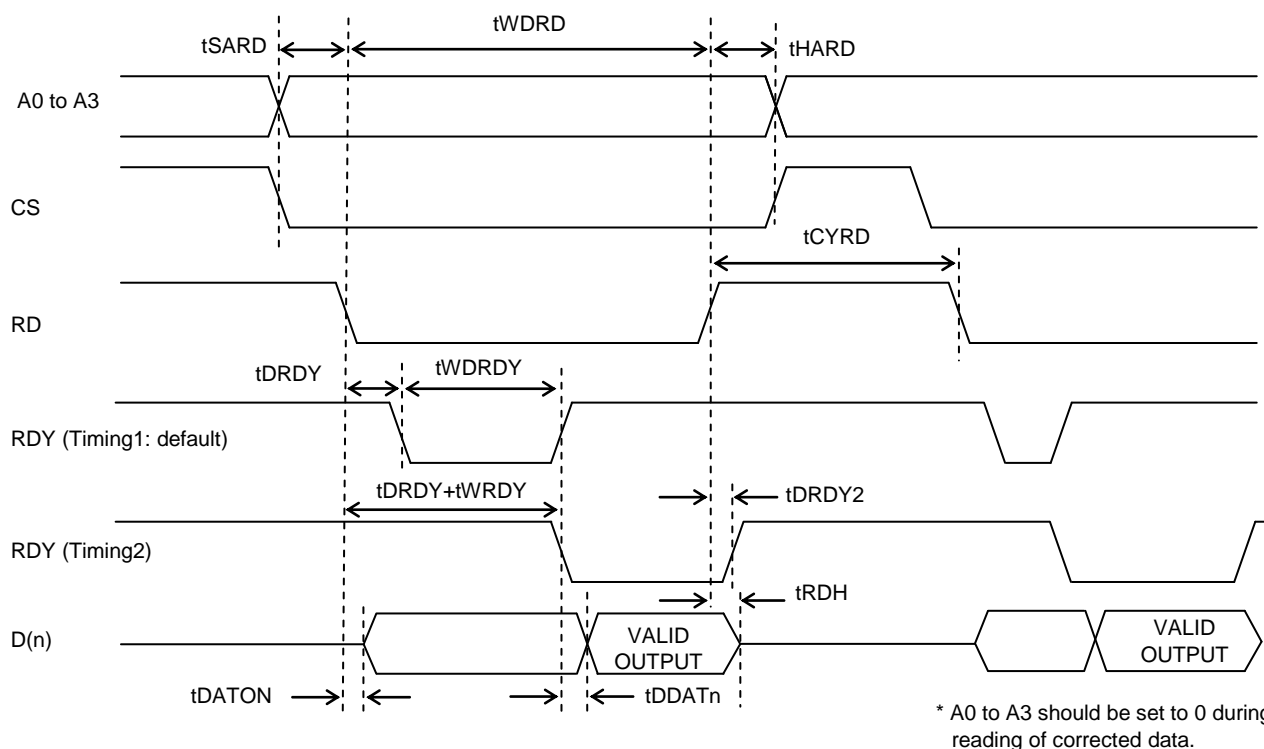 tWDRD
tSARD
tHARD
A0 to A3
CS
tCYRD
RD
tDRDY
tWDRDY
RDY (Timing1: default)
tDRDY+tWRDY
tDRDY2
RDY (Timing2)
tRDH
D(n)
VALID
OUTPUT
VALID
OUTPUT
tDATON
tDDATn
* A0 to A3 should be set to 0 during
reading of corrected data.